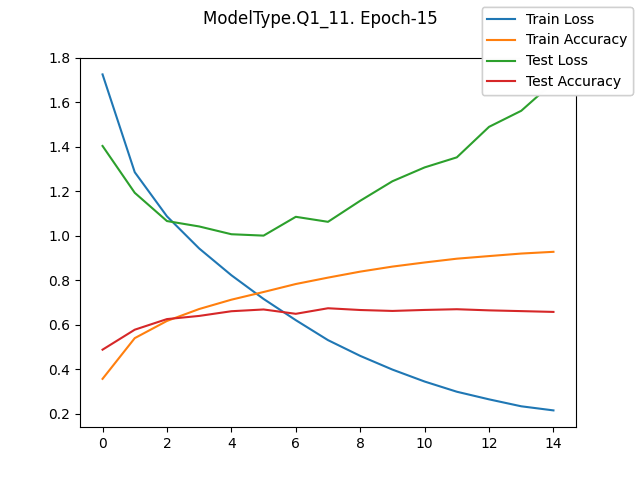 ModelType.Q1_11. Epoch-15
Train Loss
Train Accuracy
Test Loss
Test Accuracy
1.8
1.6
1.4
1.2
1.0
0.8
0.6
0.4
0.2
0 2 4 6 8 10 12 14